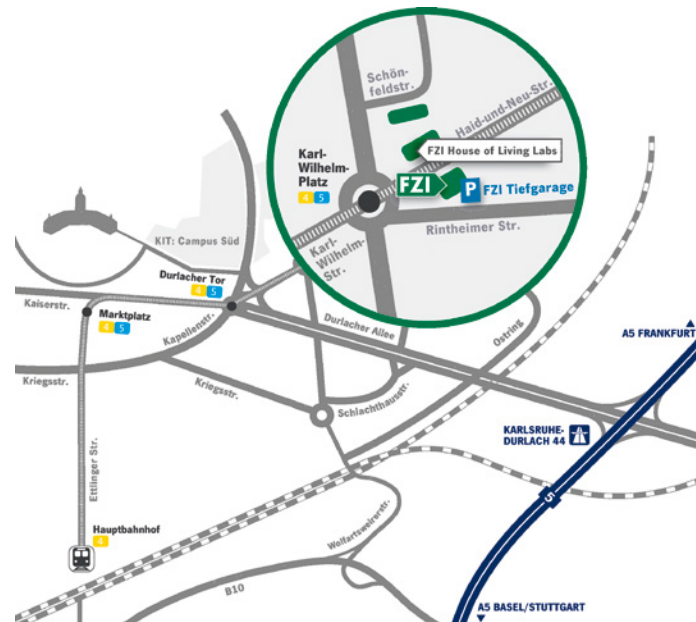 Schön-
feldstr.
Haid-und-Neu-Str.
FZI House of Living Labs
Karl-
Wilhelm-
Platz
4 5
FZI
P FZI Tiefgarage
Rintheimer Str.
Karl-
Wilhelm-
Str.
KIT: Campus Süd
Durlacher Tor
4 5
Kaiserstr.
Marktplatz
4 5
Kapellenstr.
Durlacher Allee
Ostring
A5 FRANKFURT
Kriegsstr.
Kriegsstr.
Schlachthausstr.
KARLSRUHE-
DURLACH 44
Ettlinger Str.
5
Hauptbahnhof
4
Wolfartsweirerstr.
B10
A5 BASEL/STUTTGART